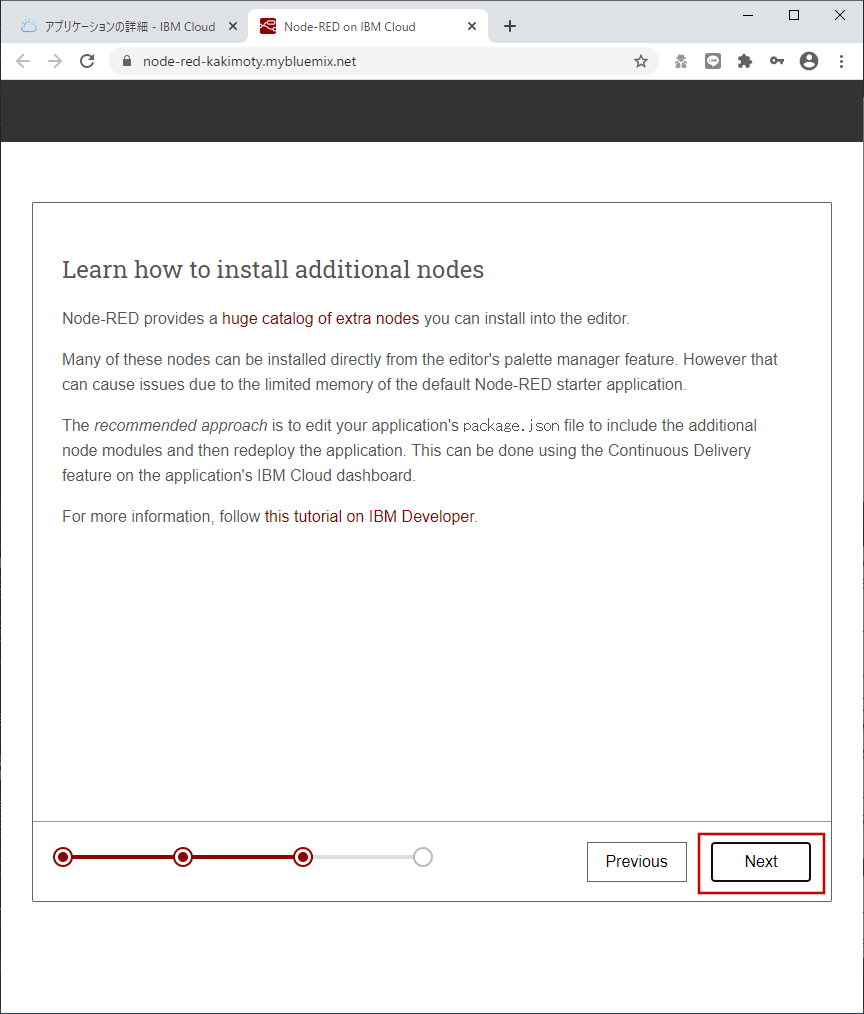 アプリケーションの詳細 - IBM Cloud
Node-RED on IBM Cloud
node-red-kakimoty.mybluemix.net
Learn how to install additional nodes
Node-RED provides a huge catalog of extra nodes you can install into the editor.
Many of these nodes can be installed directly from the editor's palette manager feature. However that
can cause issues due to the limited memory of the default Node-RED starter application.
The recommended approach is to edit your application's package.json file to include the additional
node modules and then redeploy the application. This can be done using the Continuous Delivery
feature on the application's IBM Cloud dashboard.
For more information, follow this tutorial on IBM Developer.
Previous
Next